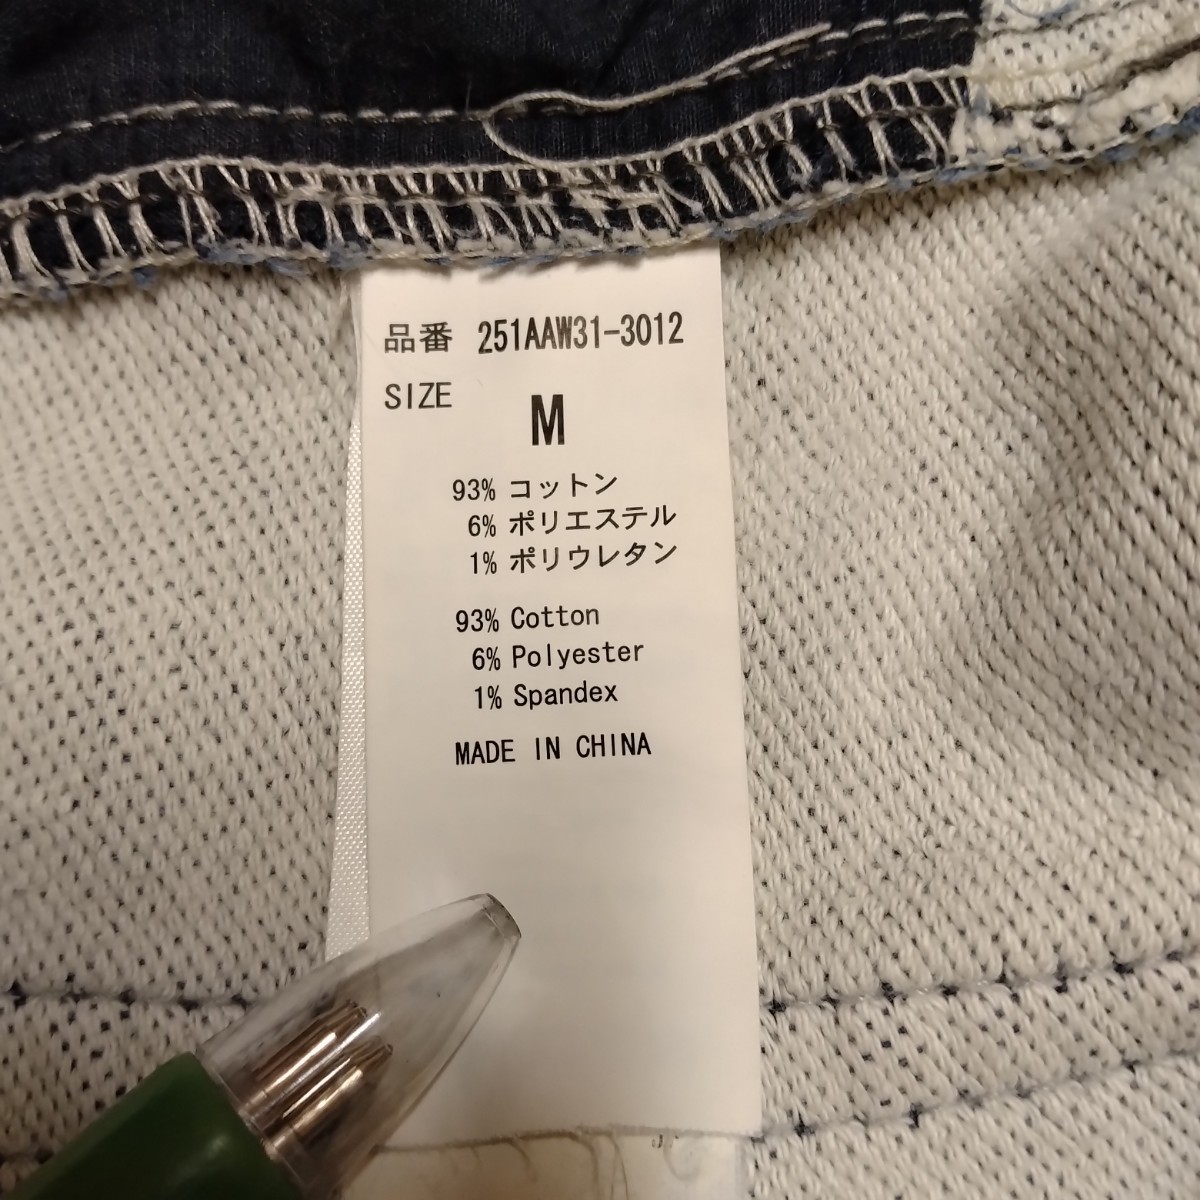 品番 251AAW31-3012
SIZE M
93% コットン
6% ポリエステル
1% ポリウレタン
93% Cotton
6% Polyester
1% Spandex
MADE IN CHINA